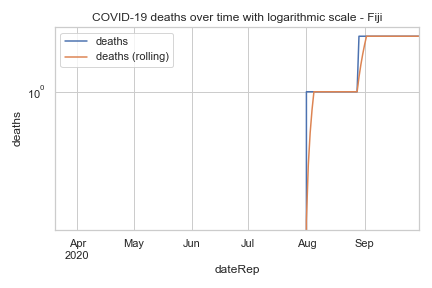 COVID-19 deaths over time with logarithmic scale - Fiji
deaths
deaths (rolling)
10⁰
deaths
Apr
2020
May
Jun
Jul
Aug
Sep
dateRep